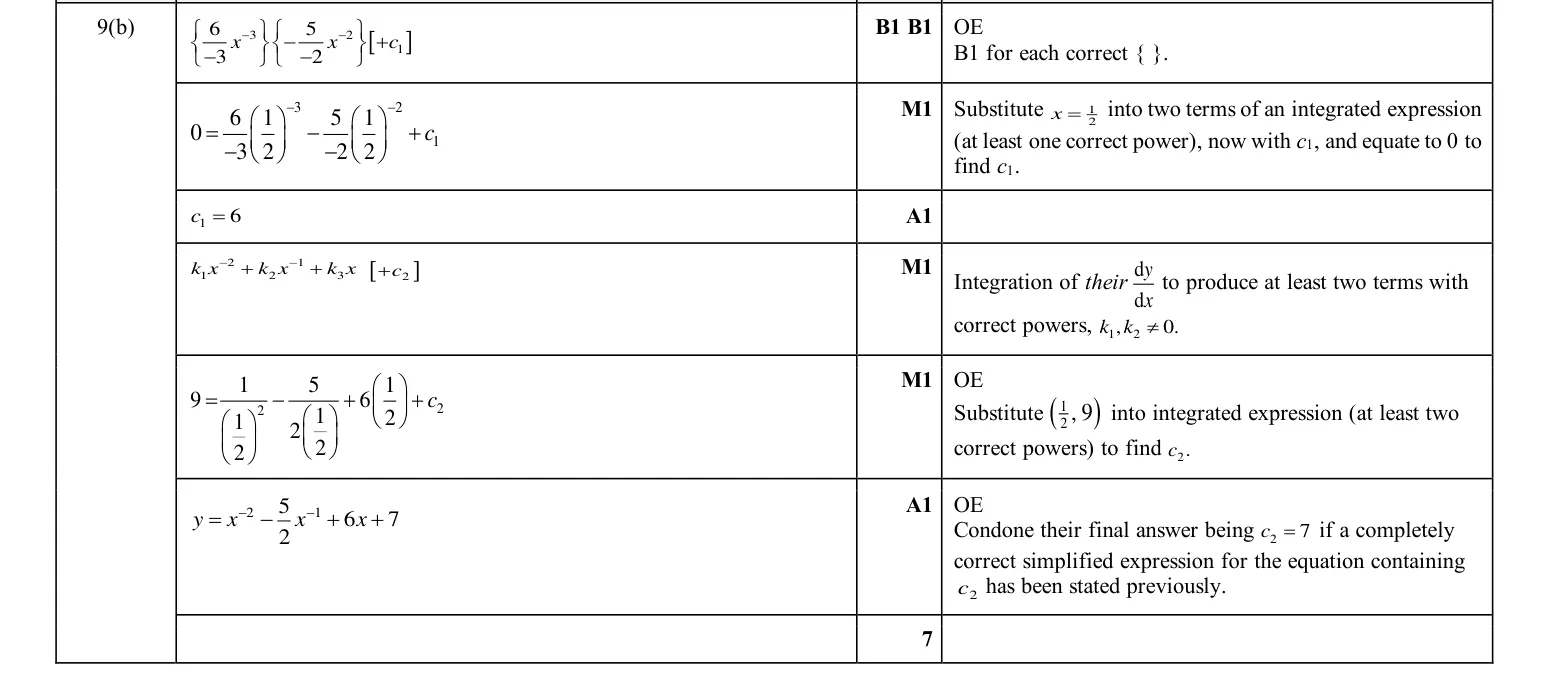 9(b)
{6/−3 x⁻³}{−5/−2 x⁻²}[+c₁]
B1 B1
OE
B1 for each correct { }.
0 = 6/−3 (1/2)⁻³ − 5/−2 (1/2)⁻² + c₁
M1
Substitute x = 1/2 into two terms of an integrated expression
(at least one correct power), now with c₁, and equate to 0 to
find c₁.
c₁ = 6
A1
k₁x⁻² + k₂x⁻¹ + k₃x [+c₂]
M1
Integration of their dy/dx to produce at least two terms with
correct powers, k₁, k₂ ≠ 0.
9 = 1/(1/2)² − 5/2(1/2) + 6(1/2) + c₂
M1
OE
Substitute (1/2, 9) into integrated expression (at least two
correct powers) to find c₂.
y = x⁻² − 5/2 x⁻¹ + 6x + 7
A1
OE
Condone their final answer being c₂ = 7 if a completely
correct simplified expression for the equation containing
c₂ has been stated previously.
7